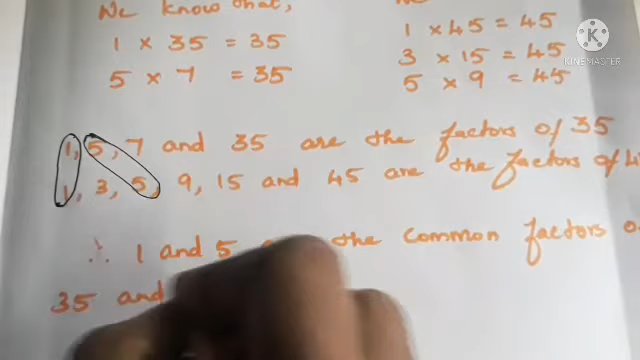 We know that,
1 × 35 = 35
5 × 7 = 35
1 × 45 = 45
3 × 15 = 45
5 × 9 = 45
KINEMASTER
1, 5, 7 and 35 are the factors of 35
1, 3, 5, 9, 15 and 45 are the factors of
∴ 1 and 5 the common factors
35 and